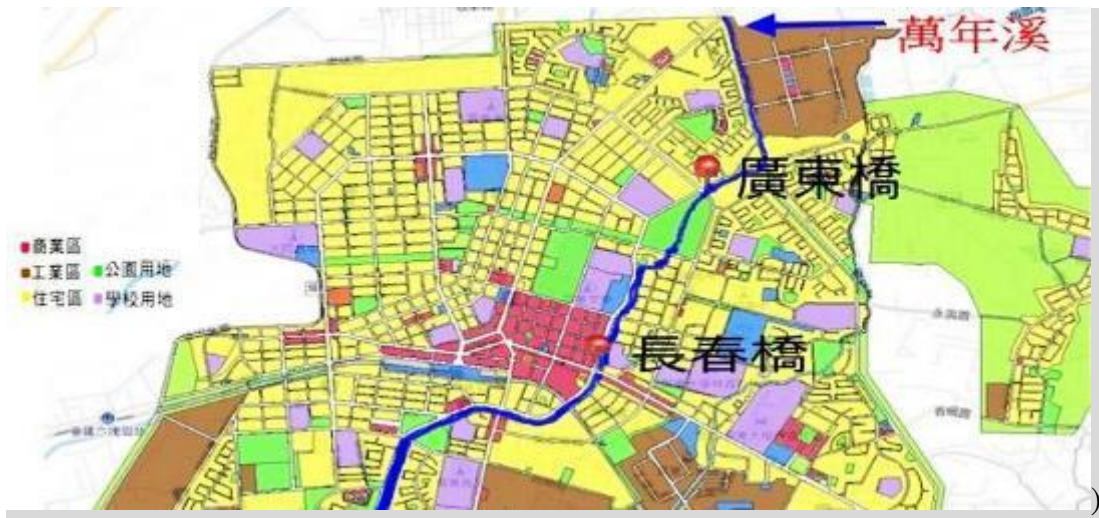 萬年溪
廣東橋
商業區
工業區 公園用地
住宅區 學校用地
長春橋
)